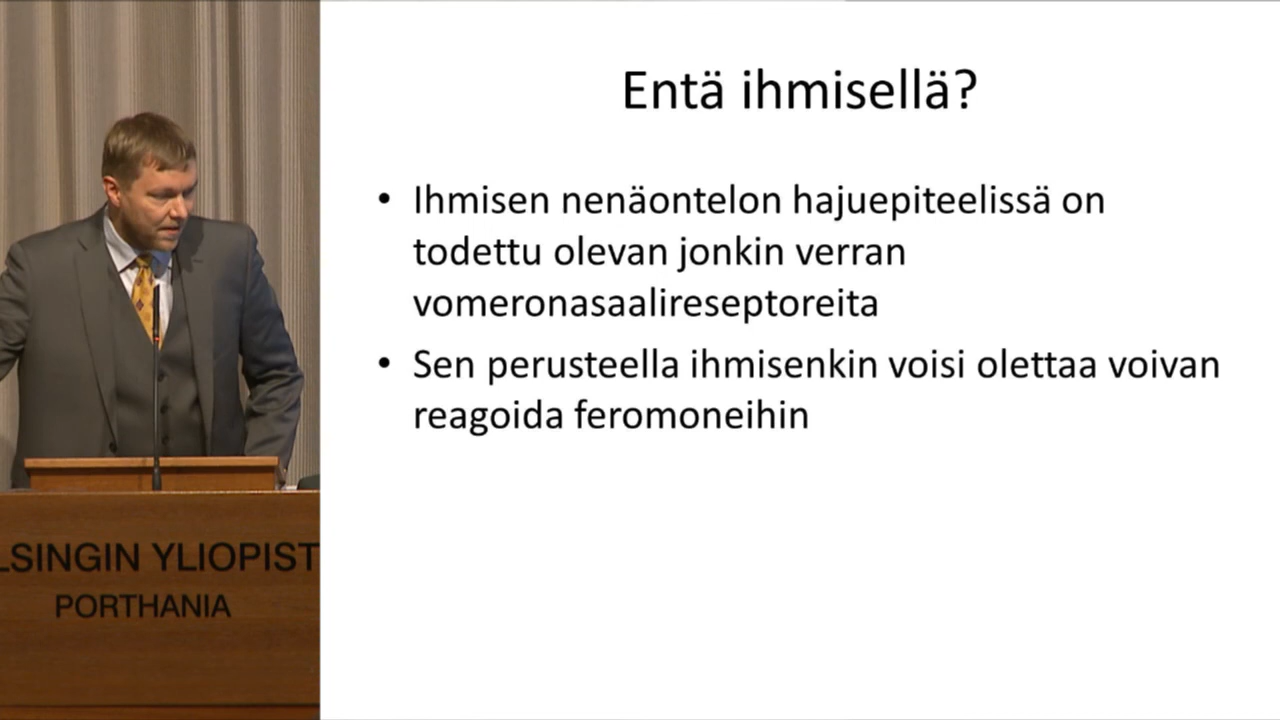 Entä ihmisellä?
• Ihmisen nenäontelon hajuepiteelissä on
todettu olevan jonkin verran
vomeronasaalireseptoreita
• Sen perusteella ihmisenkin voisi olettaa voivan
reagoida feromoneihin
LSINGIN YLIOPIST
PORTHANIA